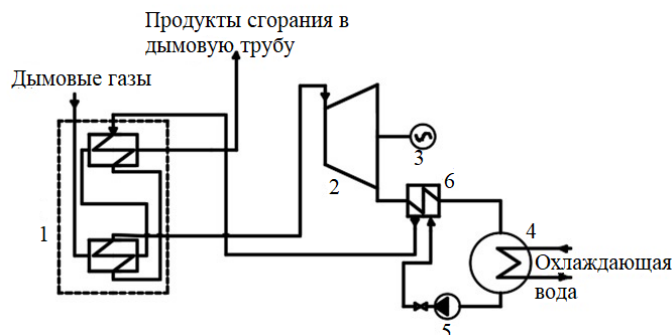 Продукты сгорания в
дымовую трубу
Дымовые газы
1
2
3
6
4
Охлаждающая
вода
5